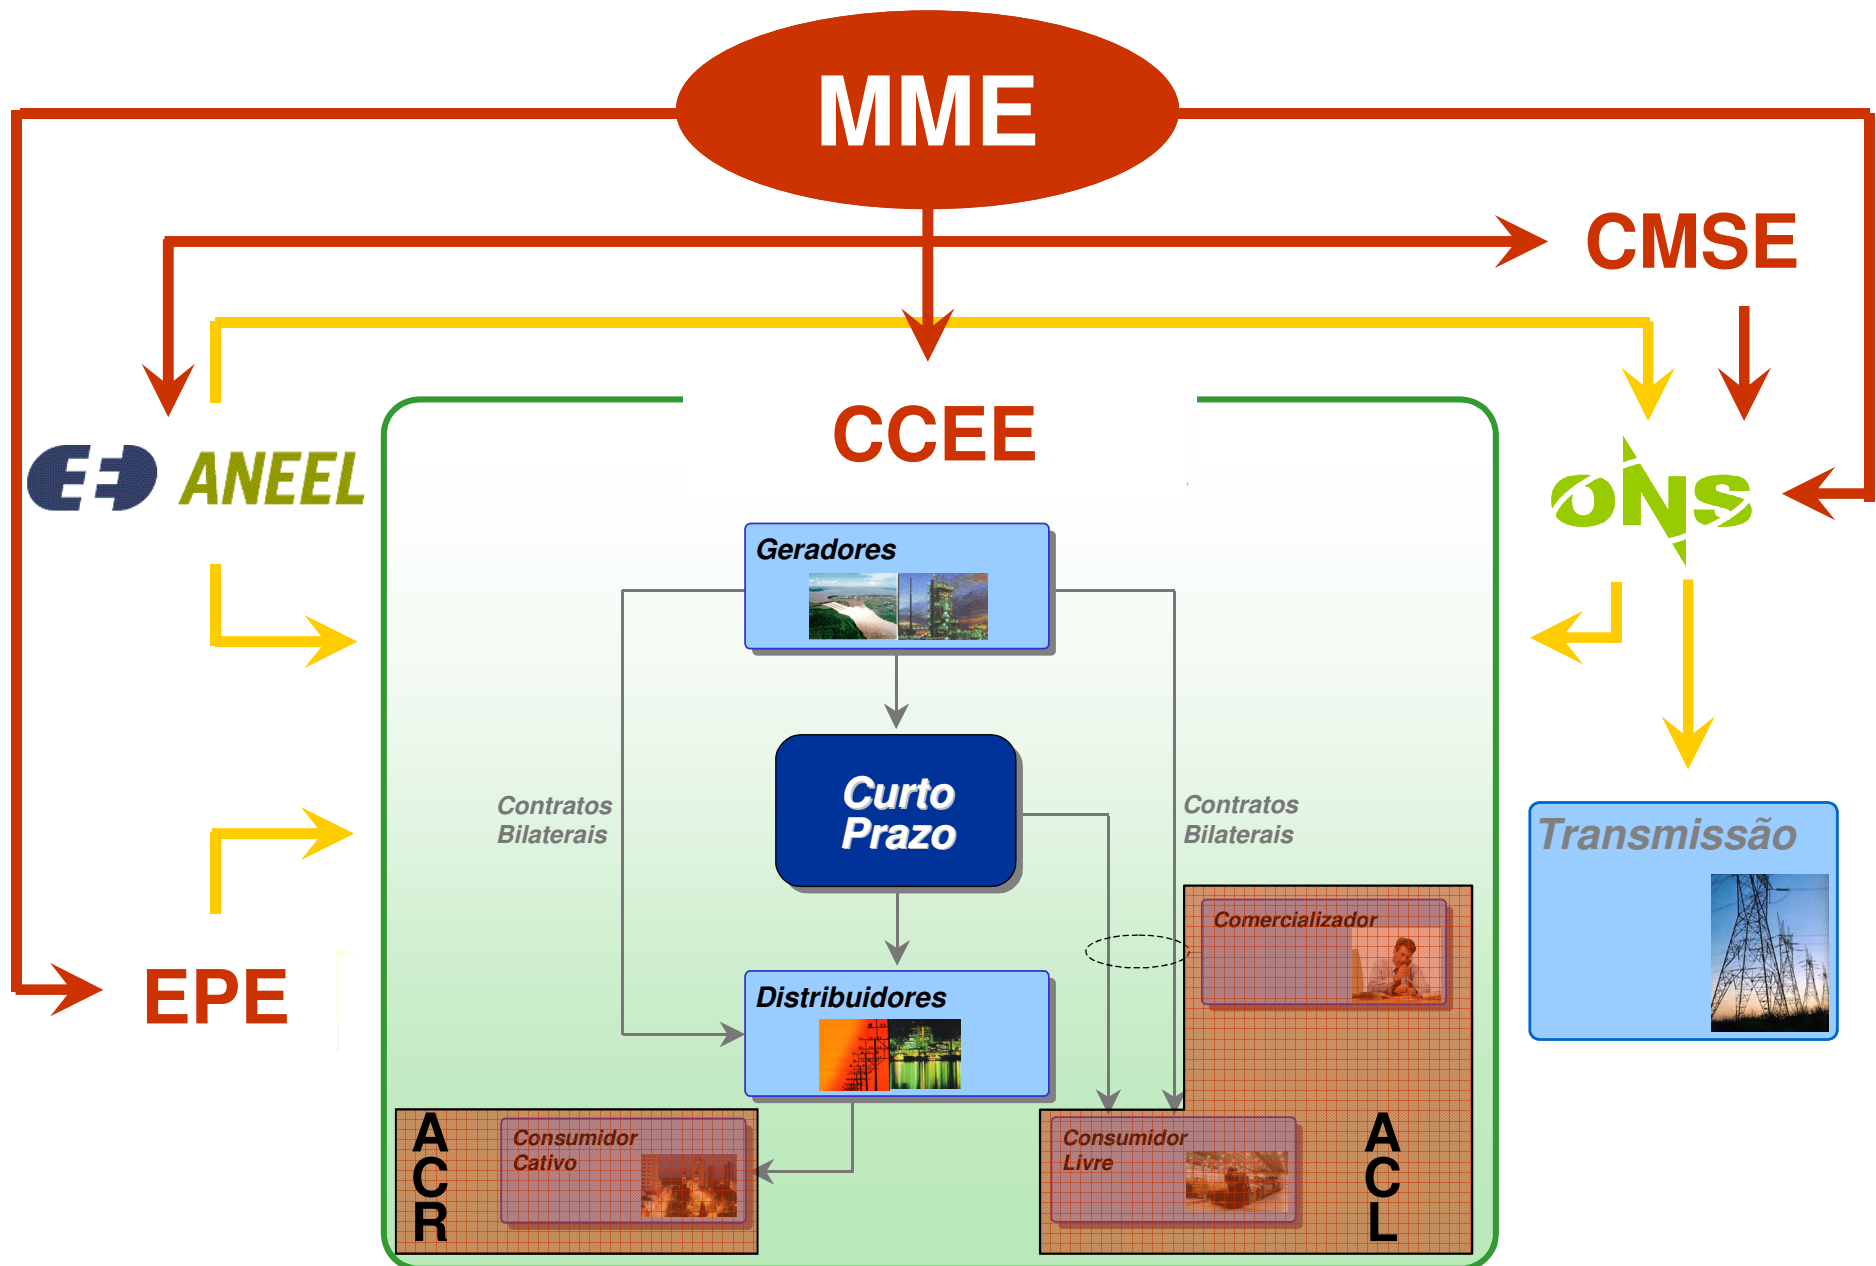 MME
CMSE
CCEE
ANEEL
ONS
Geradores
Curto
Prazo
Contratos
Bilaterais
Contratos
Bilaterais
Transmissão
Comercializador
EPE
Distribuidores
A
C
R
Consumidor
Cativo
Consumidor
Livre
A
C
L